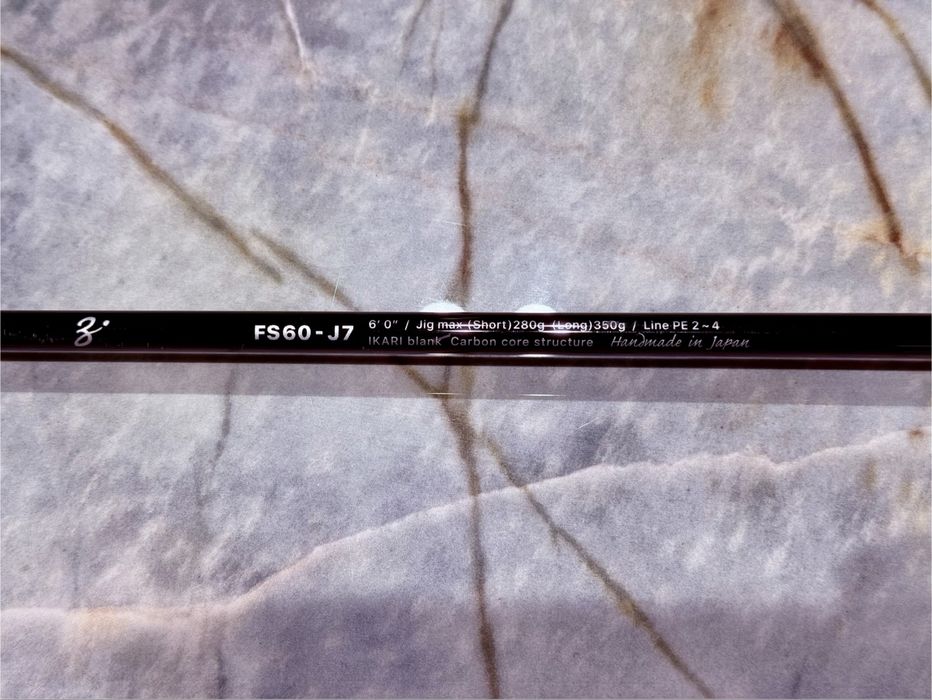 FS60-J7
6'0" / Jig max (Short)280g (Long)350g / Line PE 2~4
IKARI blank Carbon core structure Handmade in Japan